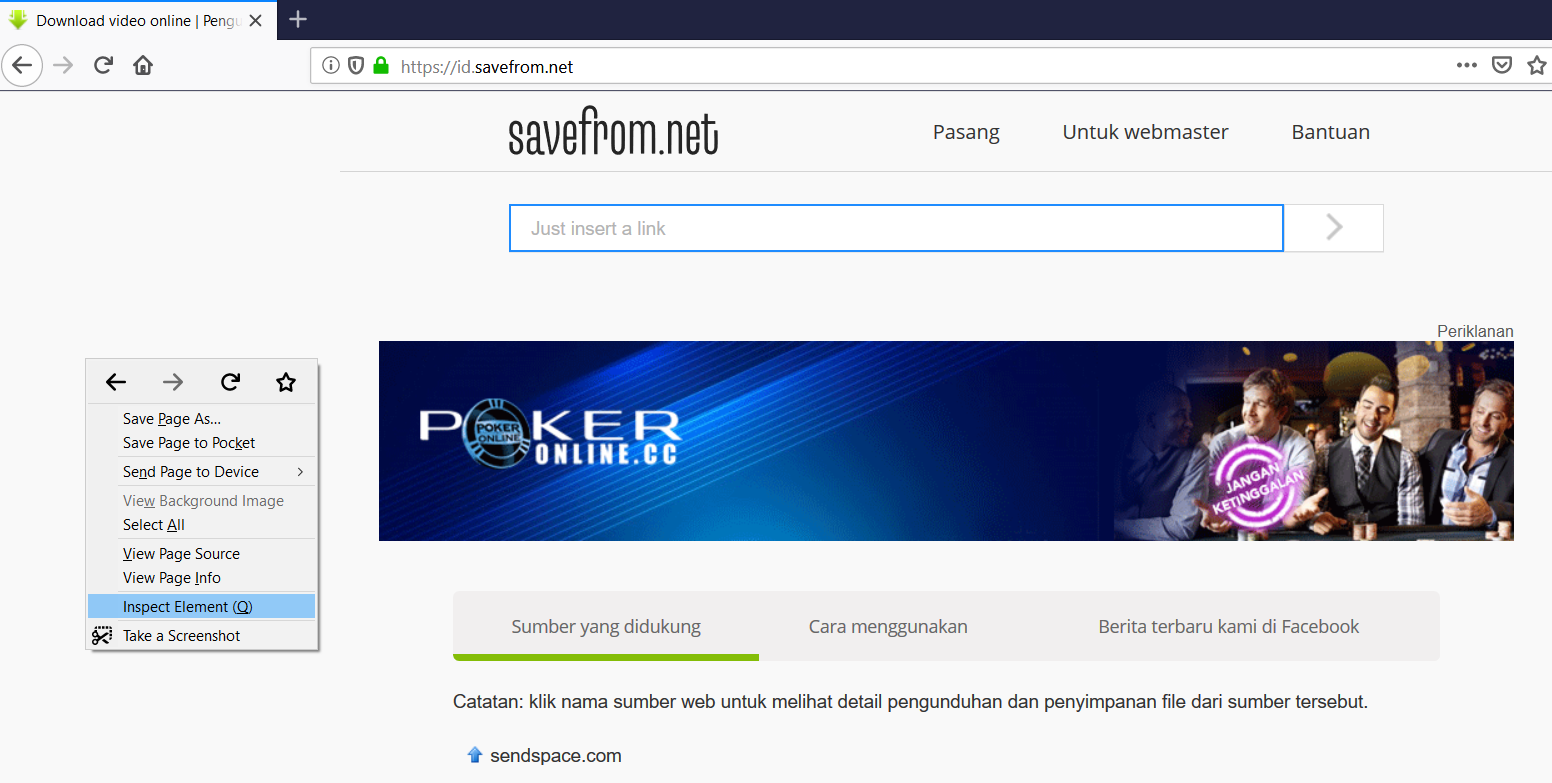 Download video online | Pengu
https://id.savefrom.net
savefrom.net
Pasang
Untuk webmaster
Bantuan
Just insert a link
Periklanan
POKER
POKER
ONLINE
ONLINE.CC
JANGAN
KETINGGALAN
Save Page As...
Save Page to Pocket
Send Page to Device
View Background Image
Select All
View Page Source
View Page Info
Inspect Element (Q)
Take a Screenshot
Sumber yang didukung
Cara menggunakan
Berita terbaru kami di Facebook
Catatan: klik nama sumber web untuk melihat detail pengunduhan dan penyimpanan file dari sumber tersebut.
sendspace.com